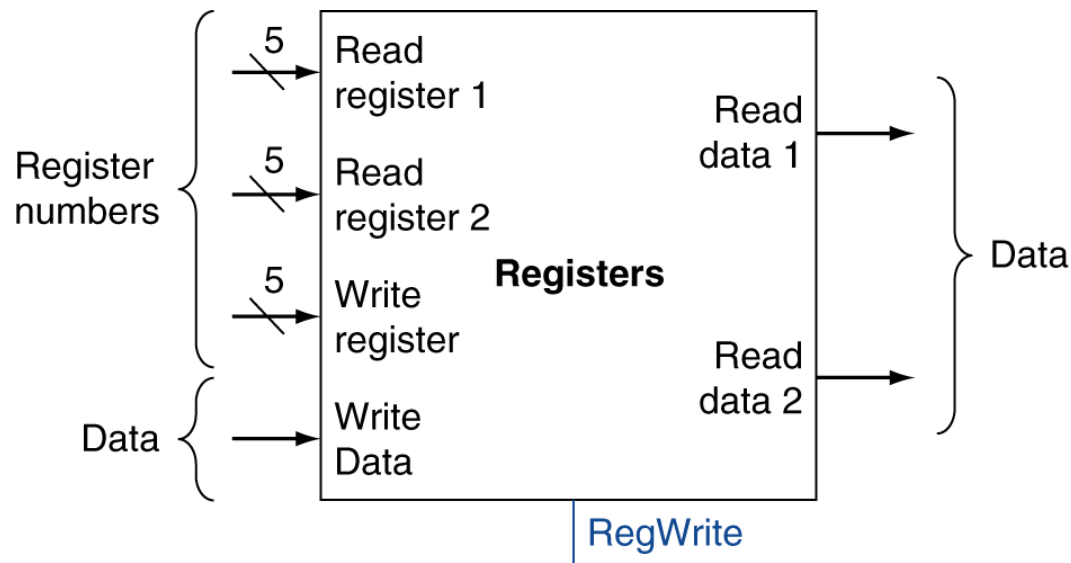 5
Read
register 1
Read
data 1
Register
numbers
5
Read
register 2
Registers
Data
5
Write
register
Read
data 2
Data
Write
Data
RegWrite